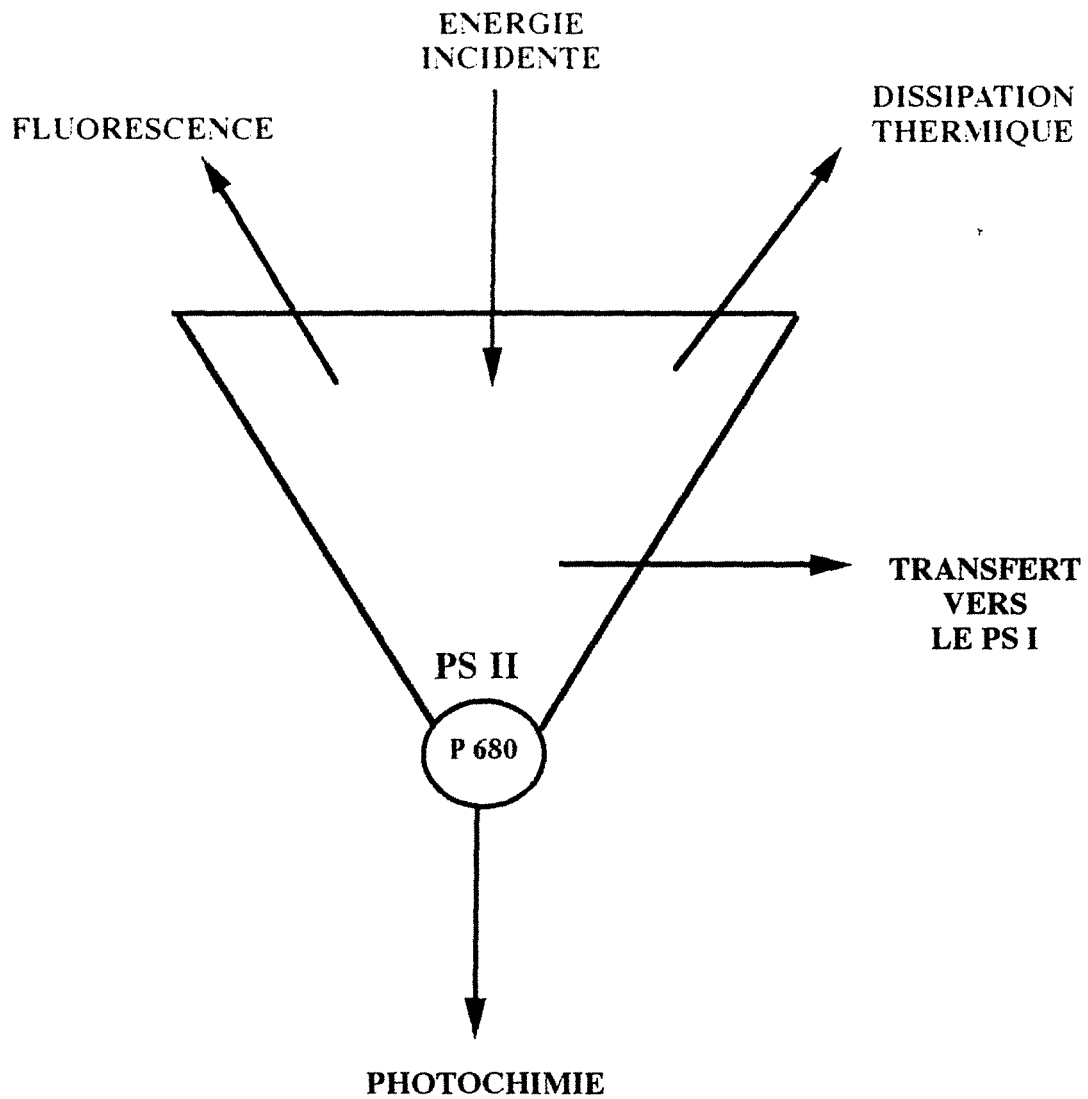 ENERGIE
INCIDENTE
DISSIPATION
THERMIQUE
FLUORESCENCE
TRANSFERT
VERS
LE PS I
PS II
P 680
PHOTOCHIMIE